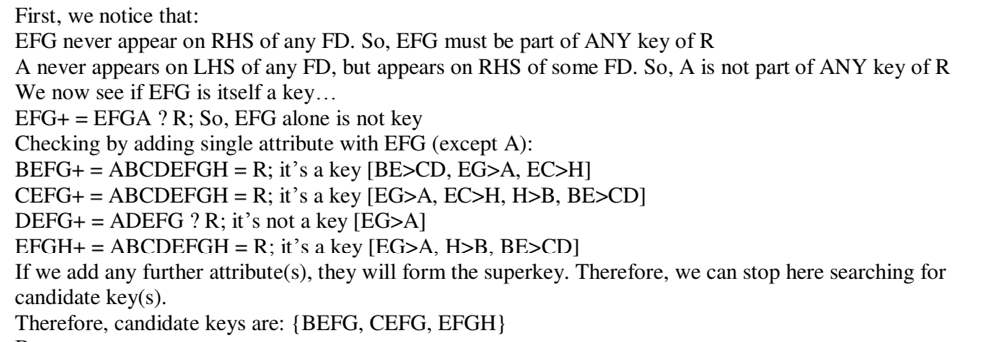 First, we notice that:
EFG never appear on RHS of any FD. So, EFG must be part of ANY key of R
A never appears on LHS of any FD, but appears on RHS of some FD. So, A is not part of ANY key of R
We now see if EFG is itself a key…
EFG+ = EFGA ? R; So, EFG alone is not key
Checking by adding single attribute with EFG (except A):
BEFG+ = ABCDEFGH = R; it's a key [BE>CD, EG>A, EC>H]
CEFG+ = ABCDEFGH = R; it's a key [EG>A, EC>H, H>B, BE>CD]
DEFG+ = ADEFG ? R; it's not a key [EG>A]
EFGH+ = ABCDEFGH = R; it's a key [EG>A, H>B, BE>CD]
If we add any further attribute(s), they will form the superkey. Therefore, we can stop here searching for
candidate key(s).
Therefore, candidate keys are: {BEFG, CEFG, EFGH}